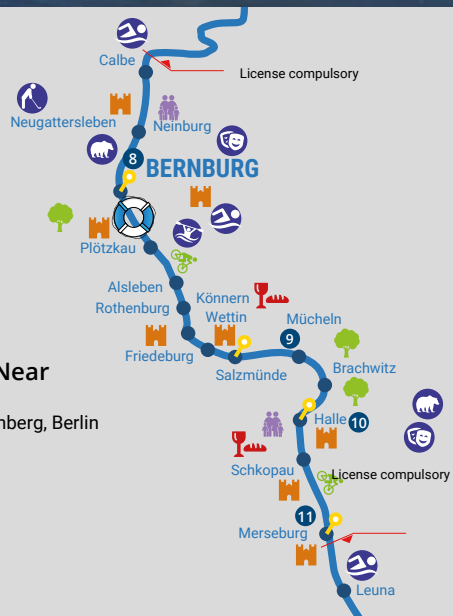 Calbe
License compulsory
Neugattersleben
Neinburg
8
BERNBURG
Plötzkau
Alsleben
Rothenburg
Könnern
Wettin
Mücheln
9
Friedeburg
Salzmünde
Brachwitz
Near
nberg, Berlin
Halle 10
Schkopau
License compulsory
11
Merseburg
Leuna